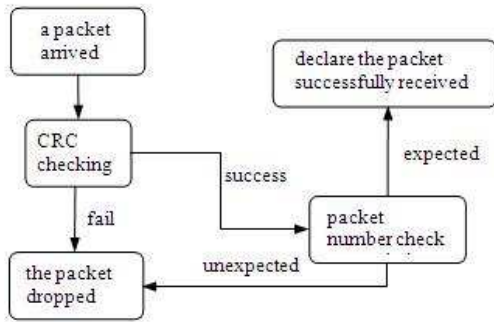 a packet
arrived
declare the packet
successfully received
CRC
checking
expected
success
fail
packet
number check
unexpected
the packet
dropped